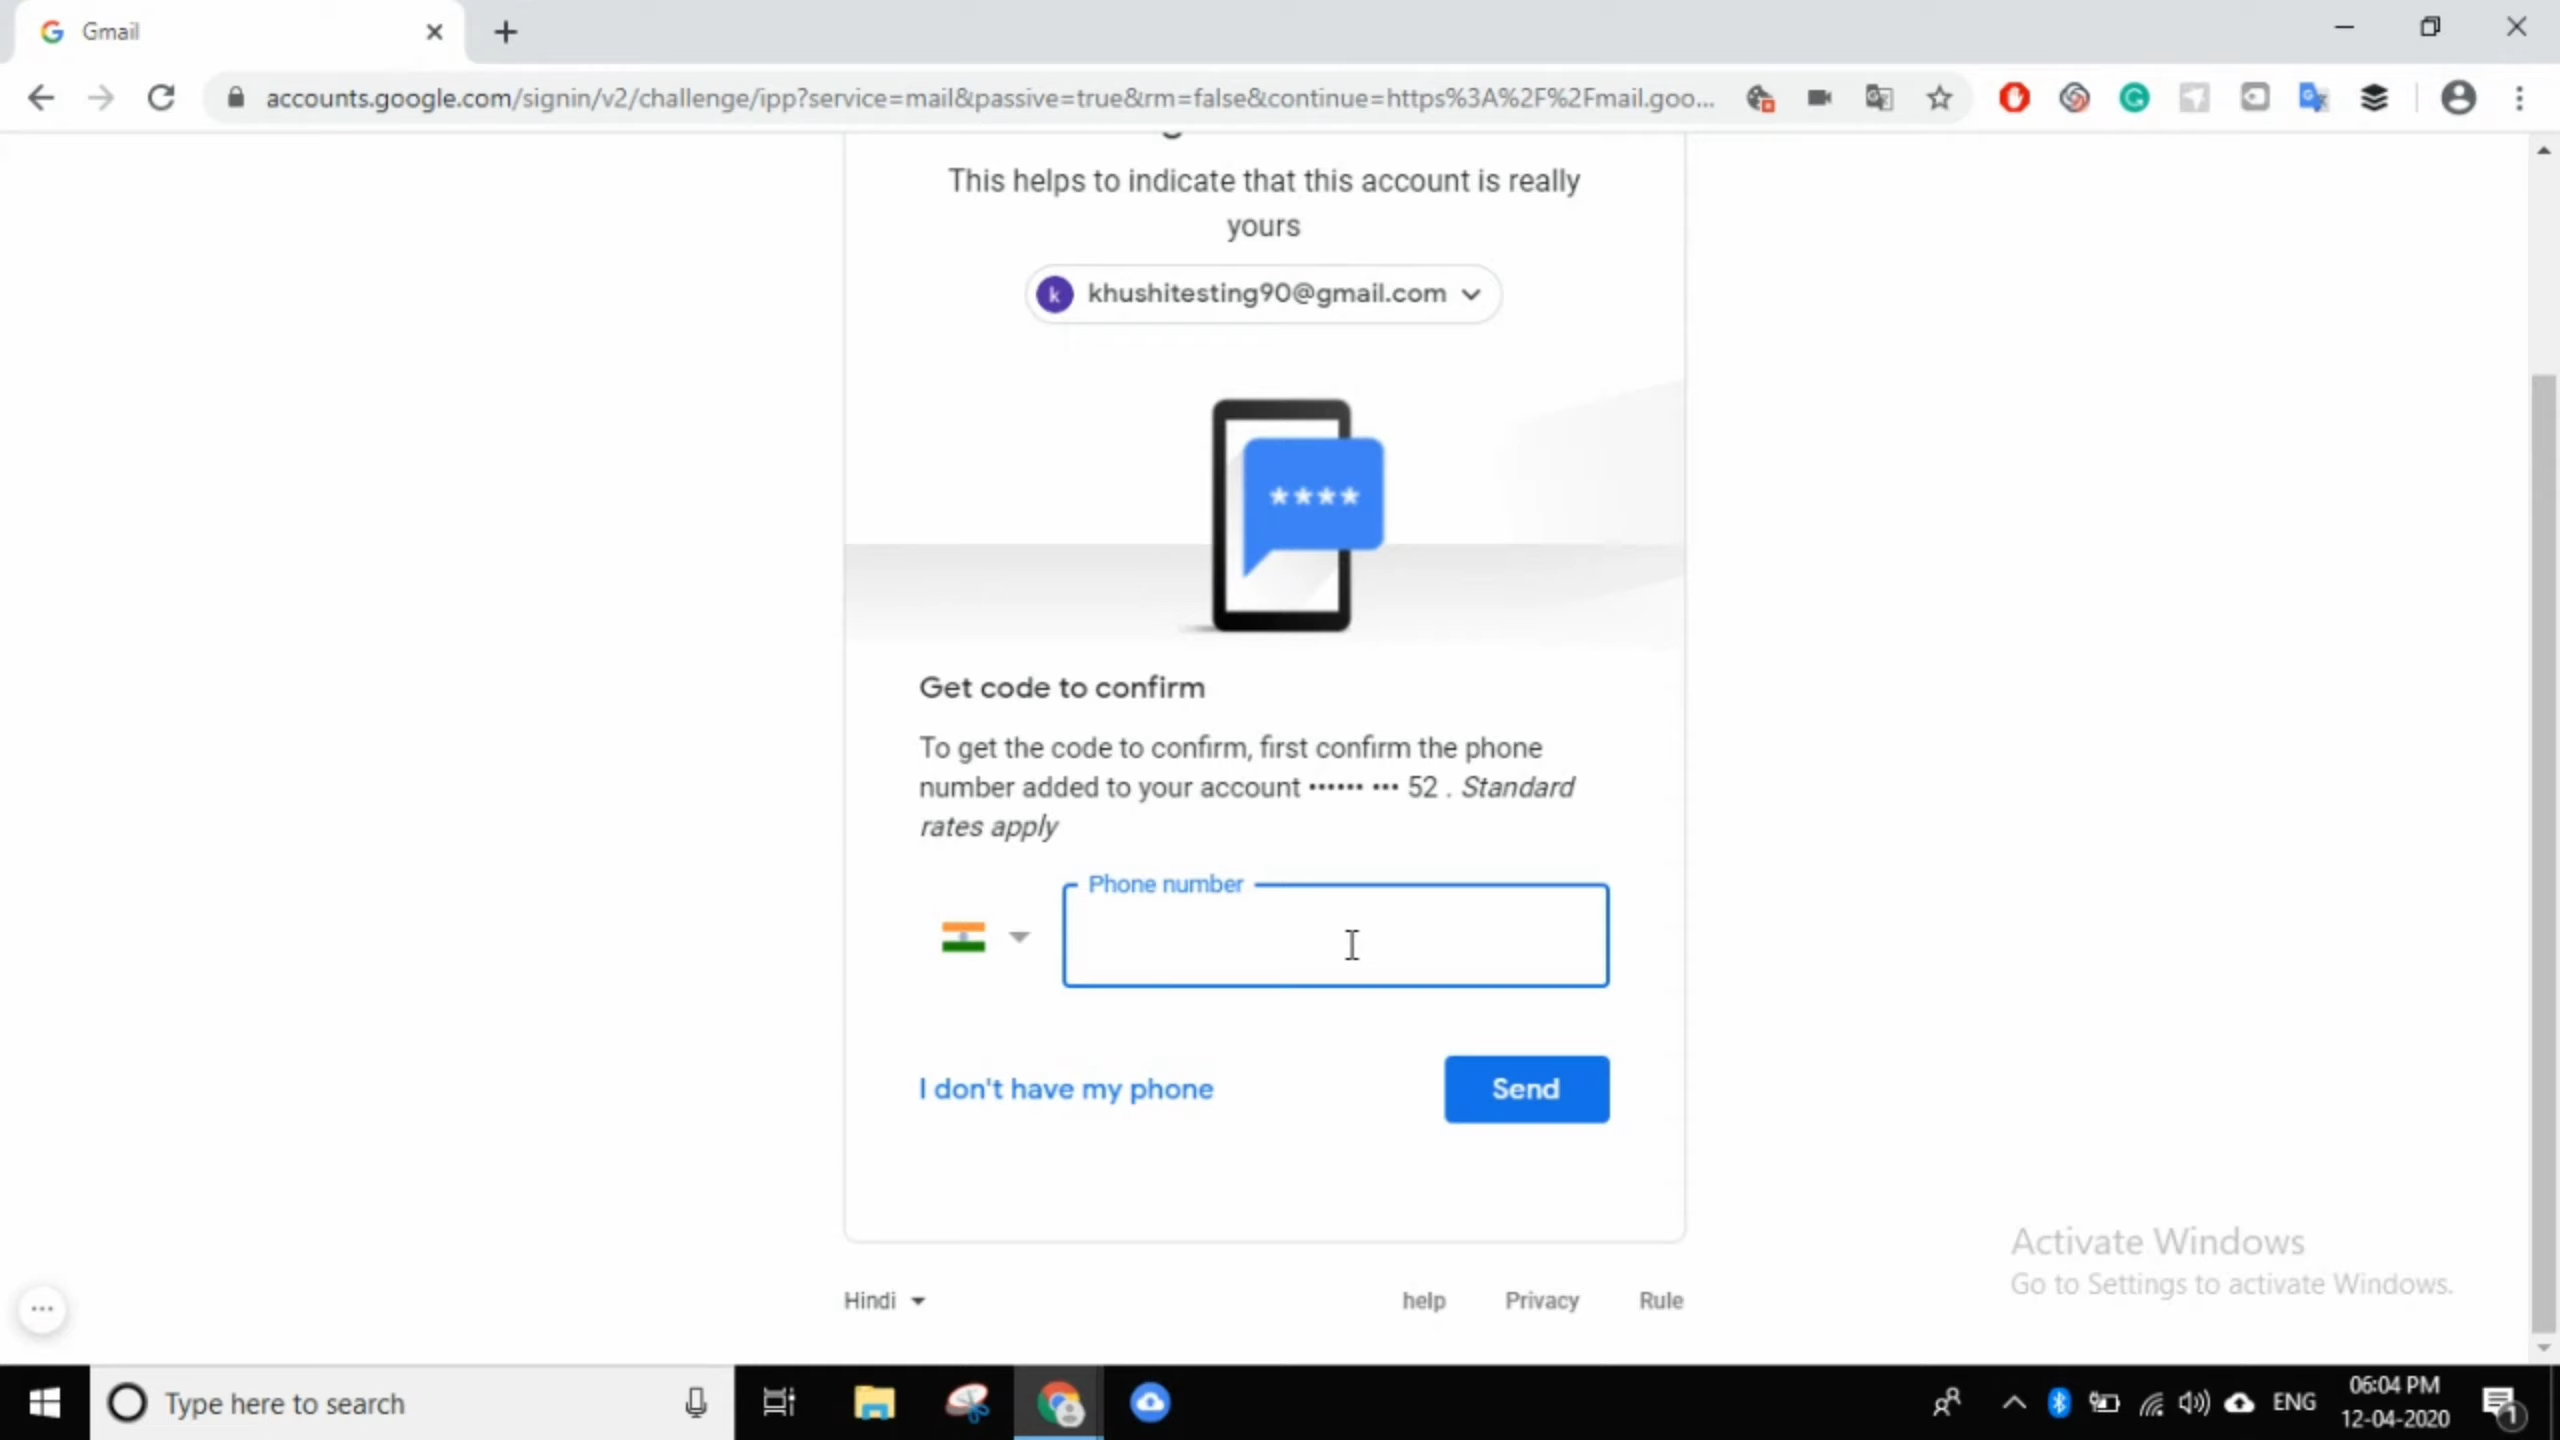 Gmail
accounts.google.com/signin/v2/challenge/ipp?service=mail&passive=true&rm=false&continue=https%3A%2F%2Fmail.goo...
This helps to indicate that this account is really
yours
k khushitesting90@gmail.com
****
Get code to confirm
To get the code to confirm, first confirm the phone
number added to your account •••••• ••• 52 . Standard
rates apply
Phone number
I don't have my phone
Send
Activate Windows
Go to Settings to activate Windows.
Hindi
help
Privacy
Rule
Type here to search
ENG
06:04 PM
12-04-2020
1